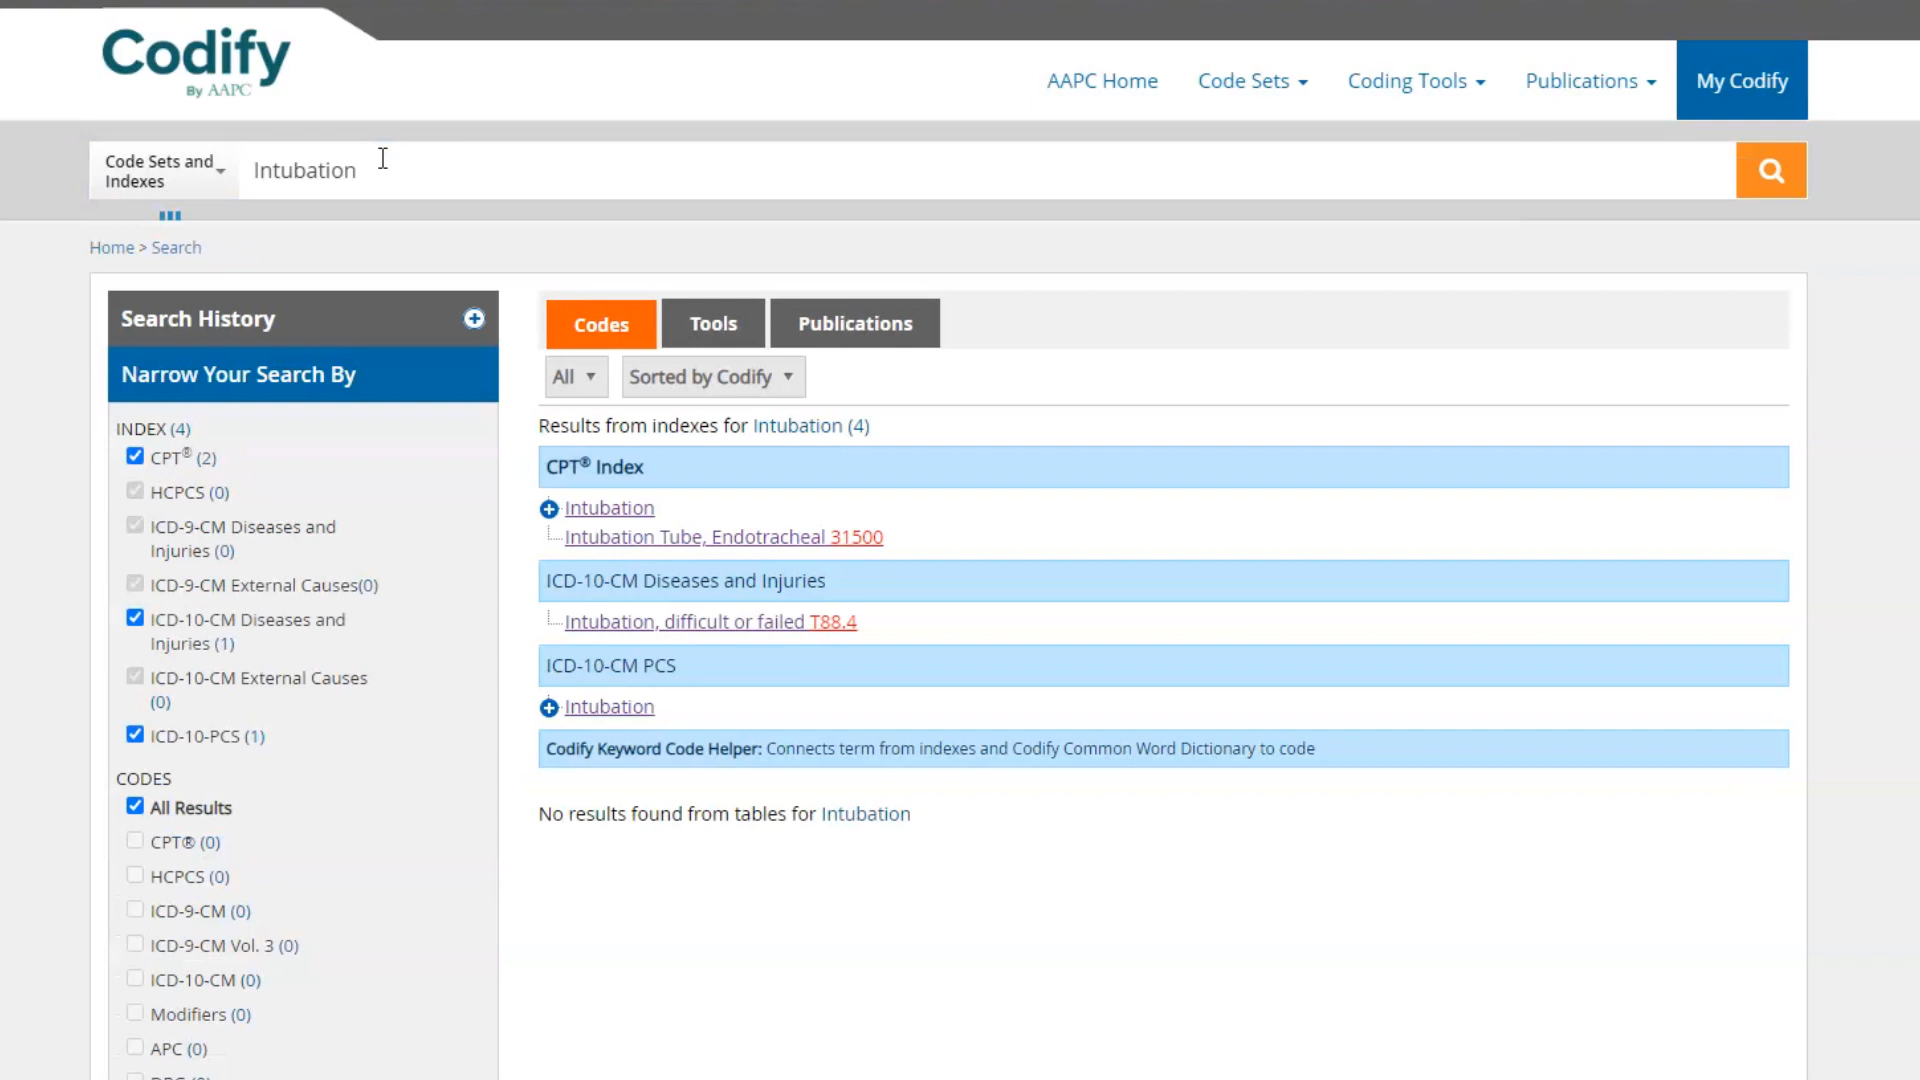 Codify
By AAPC
AAPC Home
Code Sets
Coding Tools
Publications
My Codify
Code Sets and
Indexes
Intubation
Home > Search
Search History
Narrow Your Search By
INDEX (4)
CPT® (2)
HCPCS (0)
ICD-9-CM Diseases and
Injuries (0)
ICD-9-CM External Causes(0)
ICD-10-CM Diseases and
Injuries (1)
ICD-10-CM External Causes
(0)
ICD-10-PCS (1)
CODES
All Results
CPT® (0)
HCPCS (0)
ICD-9-CM (0)
ICD-9-CM Vol. 3 (0)
ICD-10-CM (0)
Modifiers (0)
APC (0)
Codes
Tools
Publications
All
Sorted by Codify
Results from indexes for Intubation (4)
CPT® Index
Intubation
Intubation Tube, Endotracheal 31500
ICD-10-CM Diseases and Injuries
Intubation, difficult or failed T88.4
ICD-10-CM PCS
Intubation
Codify Keyword Code Helper: Connects term from indexes and Codify Common Word Dictionary to code
No results found from tables for Intubation